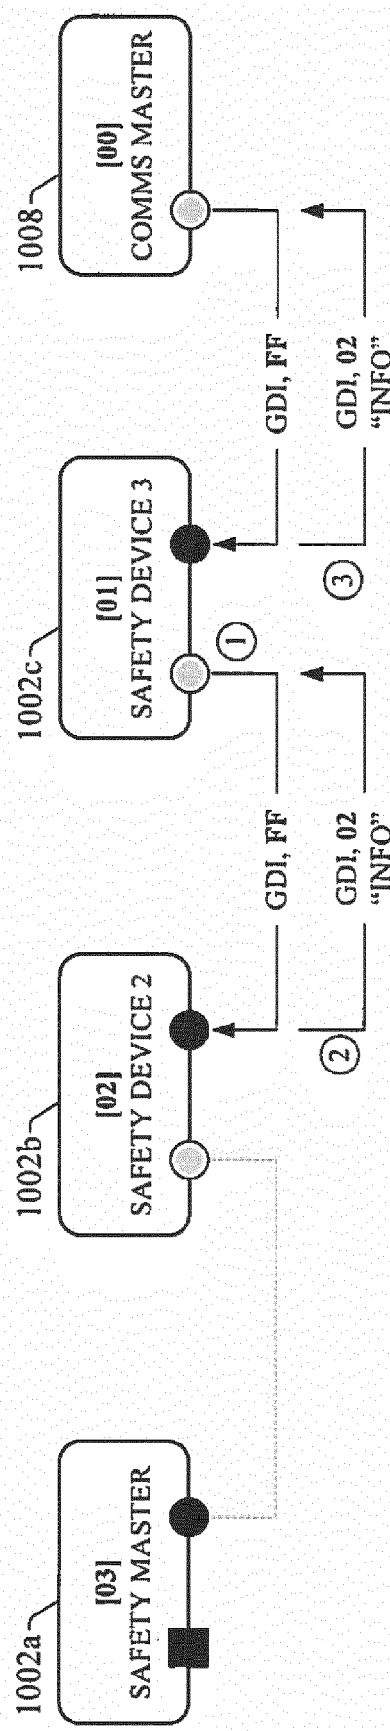 1002a
[03]
SAFETY MASTER
1002b
[02]
SAFETY DEVICE 2
1002c
[01]
SAFETY DEVICE 3
1008
[00]
COMMS MASTER
1
GDI, FF
GDI, FF
2
GDI, 02
“INFO”
3
GDI, 02
“INFO”